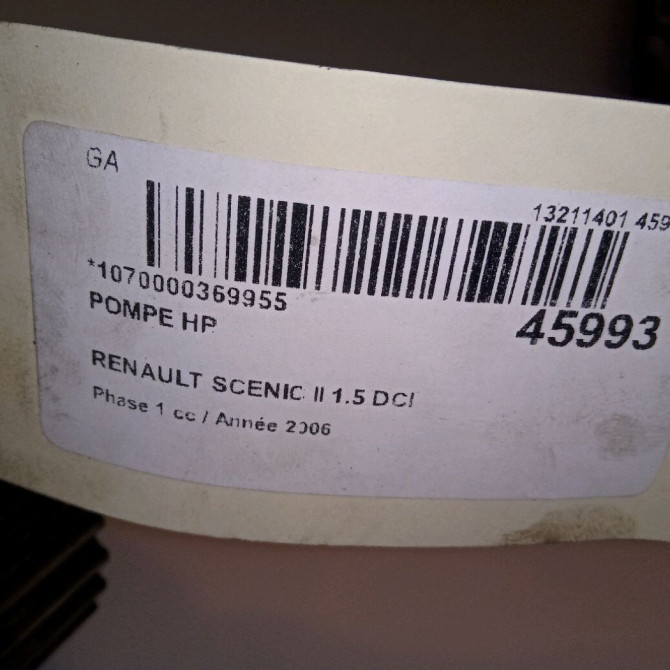 GA
13211401 459
*1070000369955
POMPE HP
45993
RENAULT SCENIC II 1.5 DCI
Phase 1 cc / Année 2006